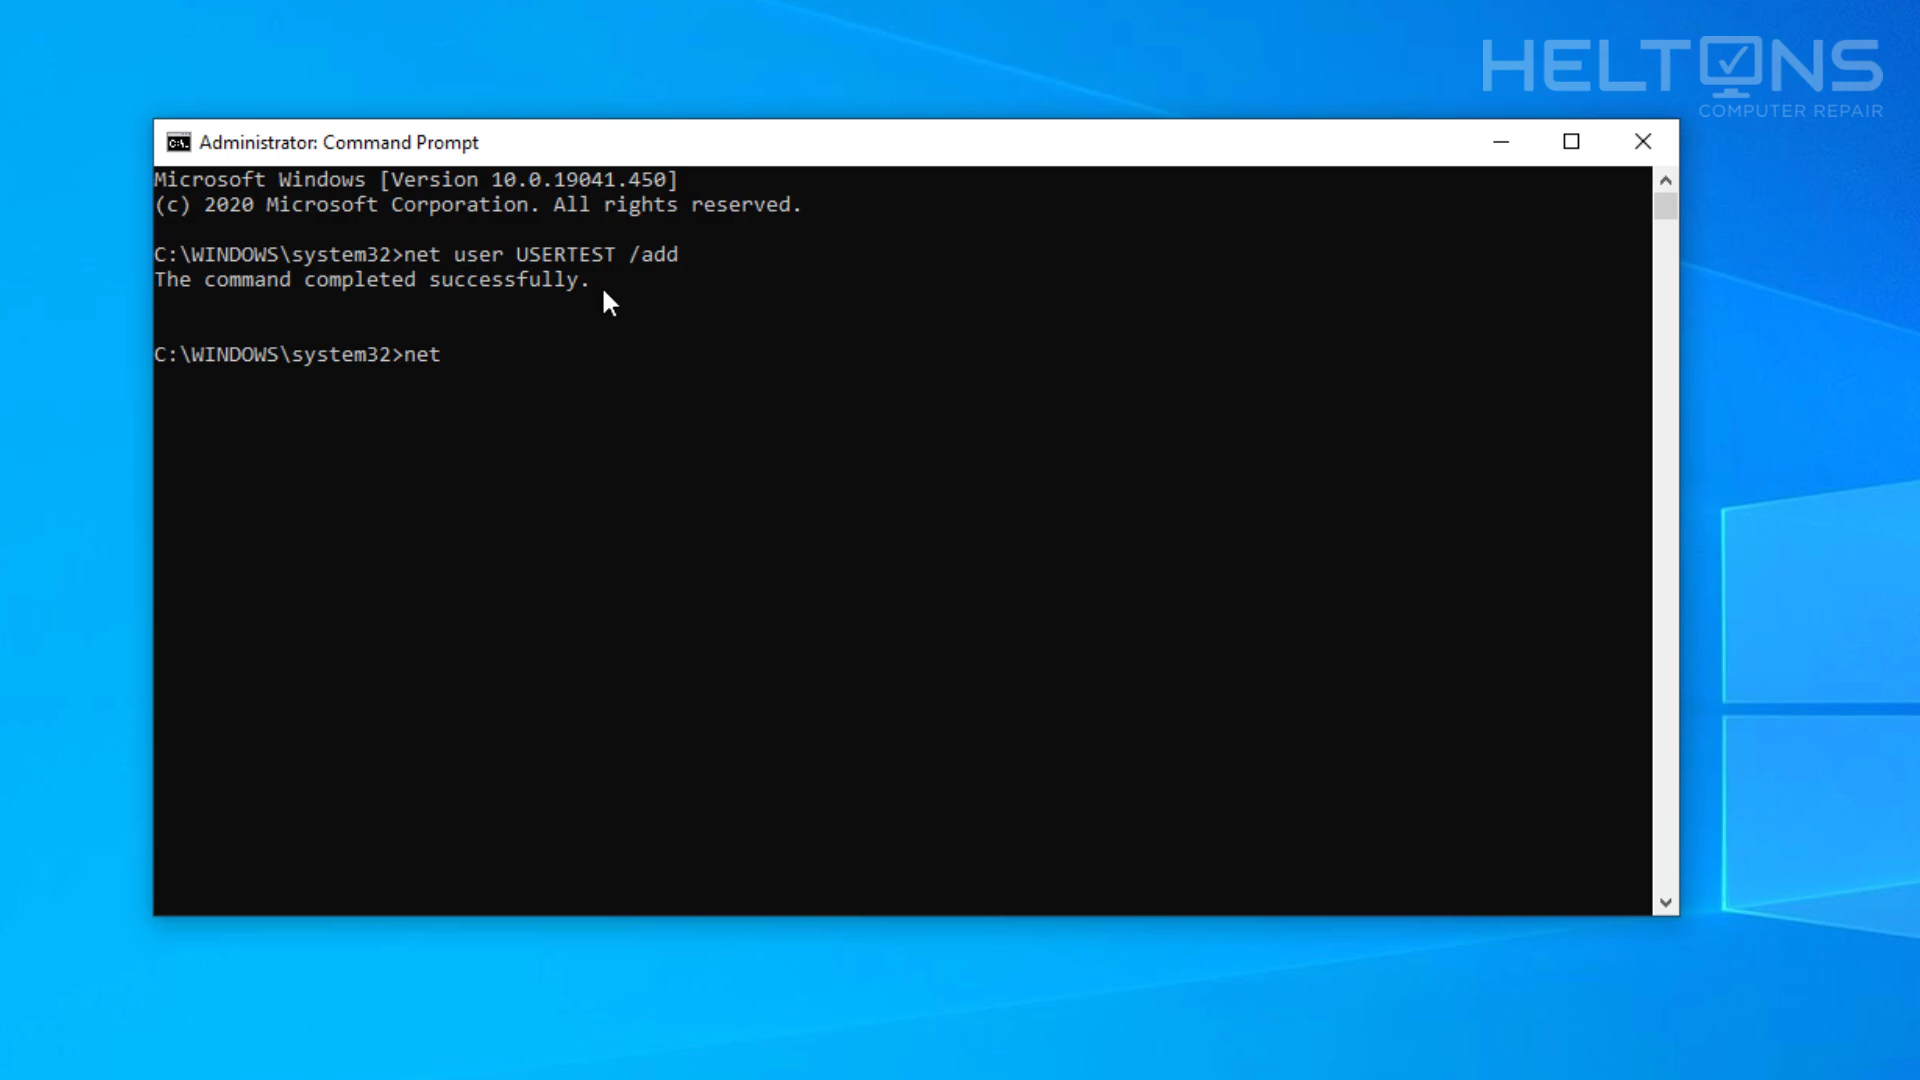 HELTONS
COMPUTER REPAIR
Administrator: Command Prompt
Microsoft Windows [Version 10.0.19041.450]
(c) 2020 Microsoft Corporation. All rights reserved.
C:\WINDOWS\system32>net user USERTEST /add
The command completed successfully.
C:\WINDOWS\system32>net